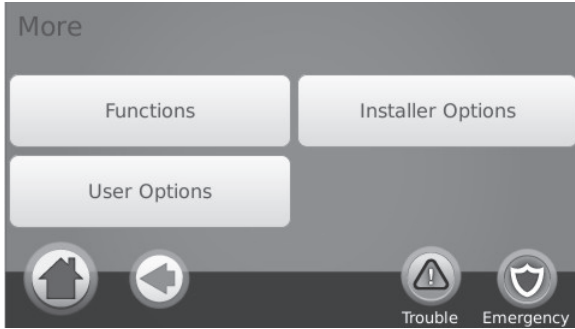 More
Functions
Installer Options
User Options
Trouble
Emergency